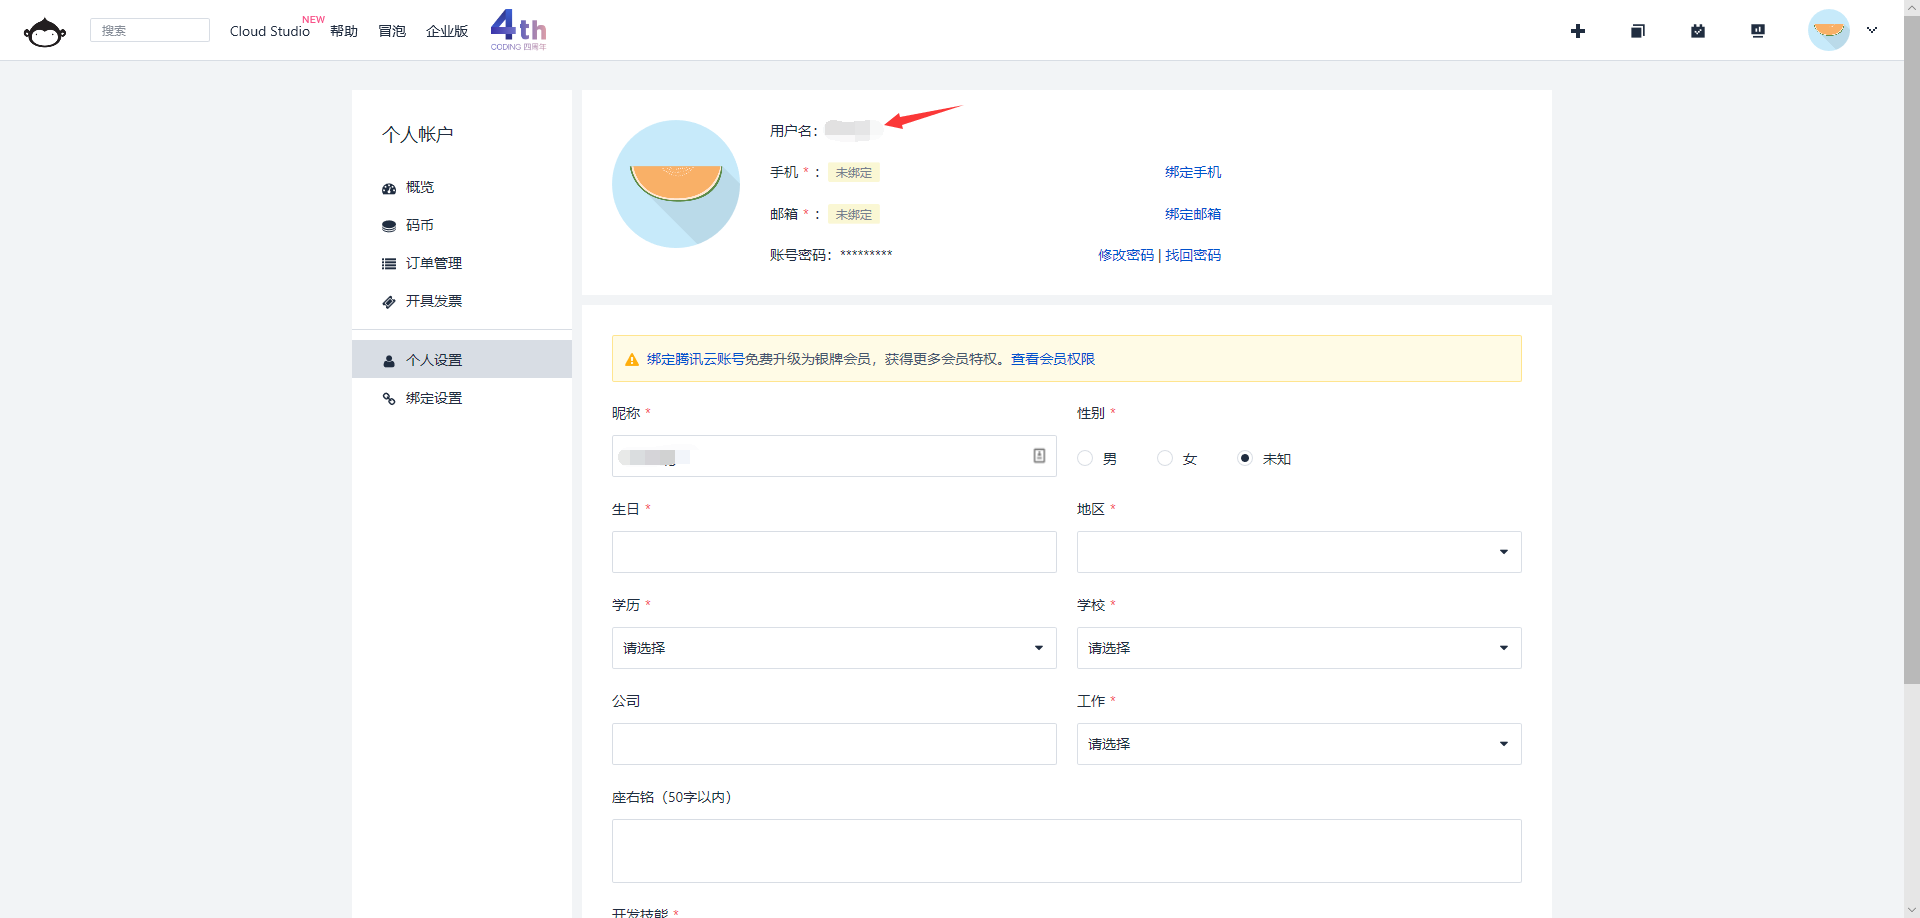 搜索
Cloud Studio
NEW
帮助
冒泡
企业版
4th
CODING 四周年
个人帐户
概览
码币
订单管理
开具发票
个人设置
绑定设置
用户名：
手机 * ： 未绑定 绑定手机
邮箱 * ： 未绑定 绑定邮箱
账号密码： ********* 修改密码 | 找回密码
绑定腾讯云账号免费升级为银牌会员，获得更多会员特权。查看会员权限
昵称 * 性别 *
男 女 未知
生日 * 地区 *
学历 * 学校 *
请选择 请选择
公司 工作 *
请选择
座右铭（50字以内）
开发技能 *